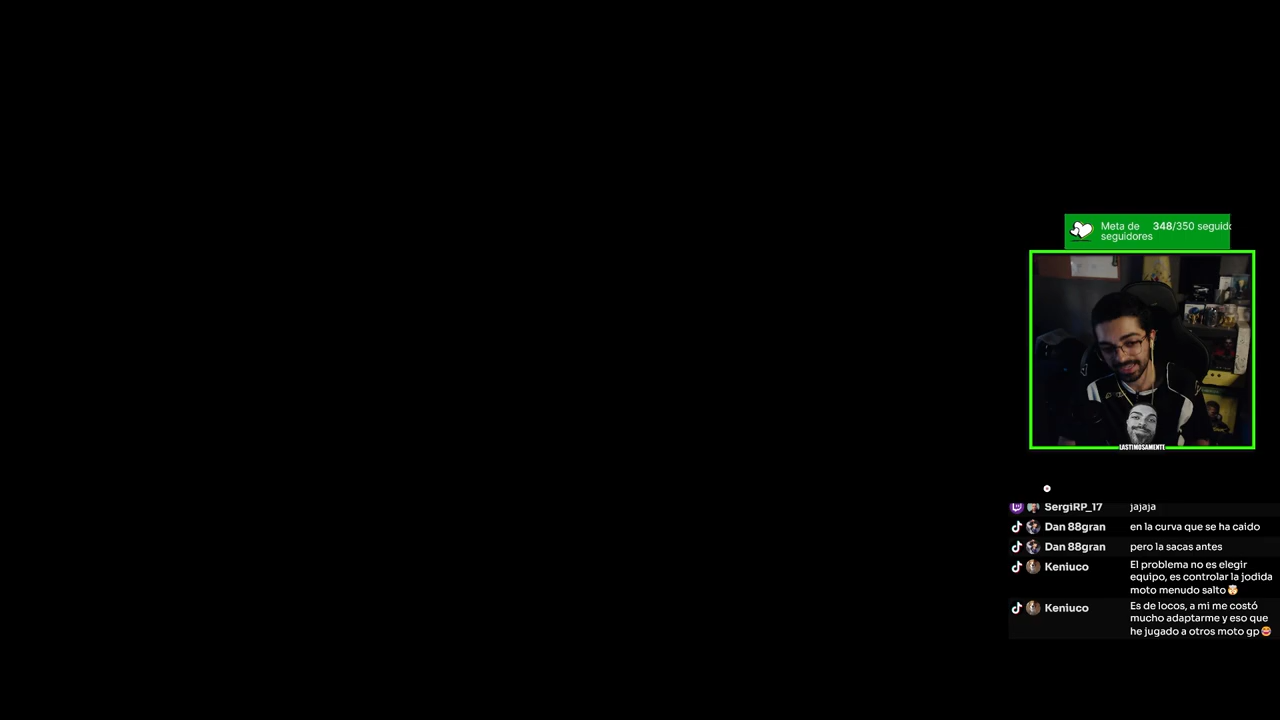 Meta de
seguidores
348/350 seguid
LASTIMOSAMENTE
SergiRP_17 jajaja
Dan 88gran en la curva que se ha caido
Dan 88gran pero la sacas antes
Keniuco El problema no es elegir
equipo, es controlar la jodida
moto menudo salto🤯
Keniuco Es de locos, a mi me costó
mucho adaptarme y eso que
he jugado a otros moto gp😂